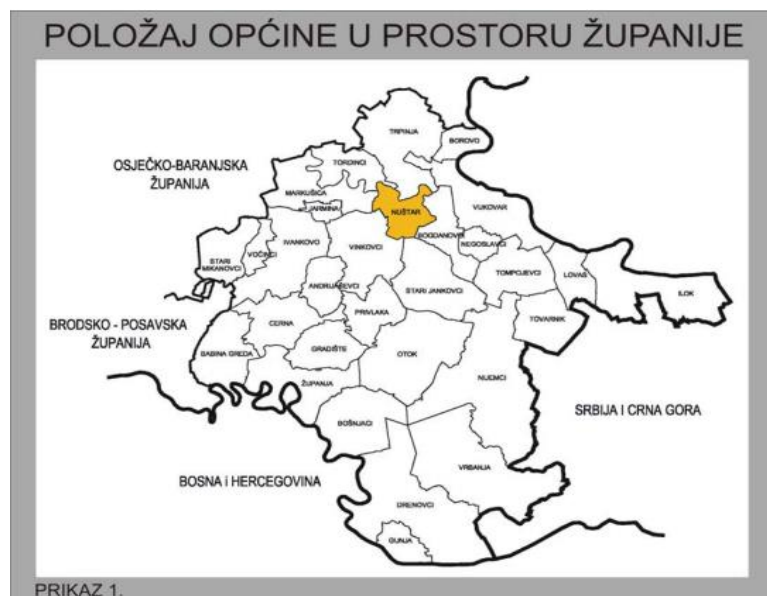 POLOŽAJ OPĆINE U PROSTORU ŽUPANIJE
TRPINJA
BOROVO
OSJEČKO-BARANJSKA
ŽUPANIJA
TORDINCI
MARKUŠICA
JARMINA
NUŠTAR
VUKOVAR
BOGDANOVCI
NEGOSLAVCI
IVANKOVO
VINKOVCI
VOĐINCI
STARI
MIKANOVCI
TOMPOJEVCI
LOVAS
ILOK
ANDRIJAŠEVCI
STARI JANKOVCI
PRIVLAKA
TOVARNIK
BRODSKO - POSAVSKA
ŽUPANIJA
CERNA
GRADIŠTE
BABINA GREDA
OTOK
NIJEMCI
ŽUPANJA
SRBIJA I CRNA GORA
BOŠNJACI
BOSNA i HERCEGOVINA
VRBANJA
DRENOVCI
GUNJA
PRIKAZ 1.